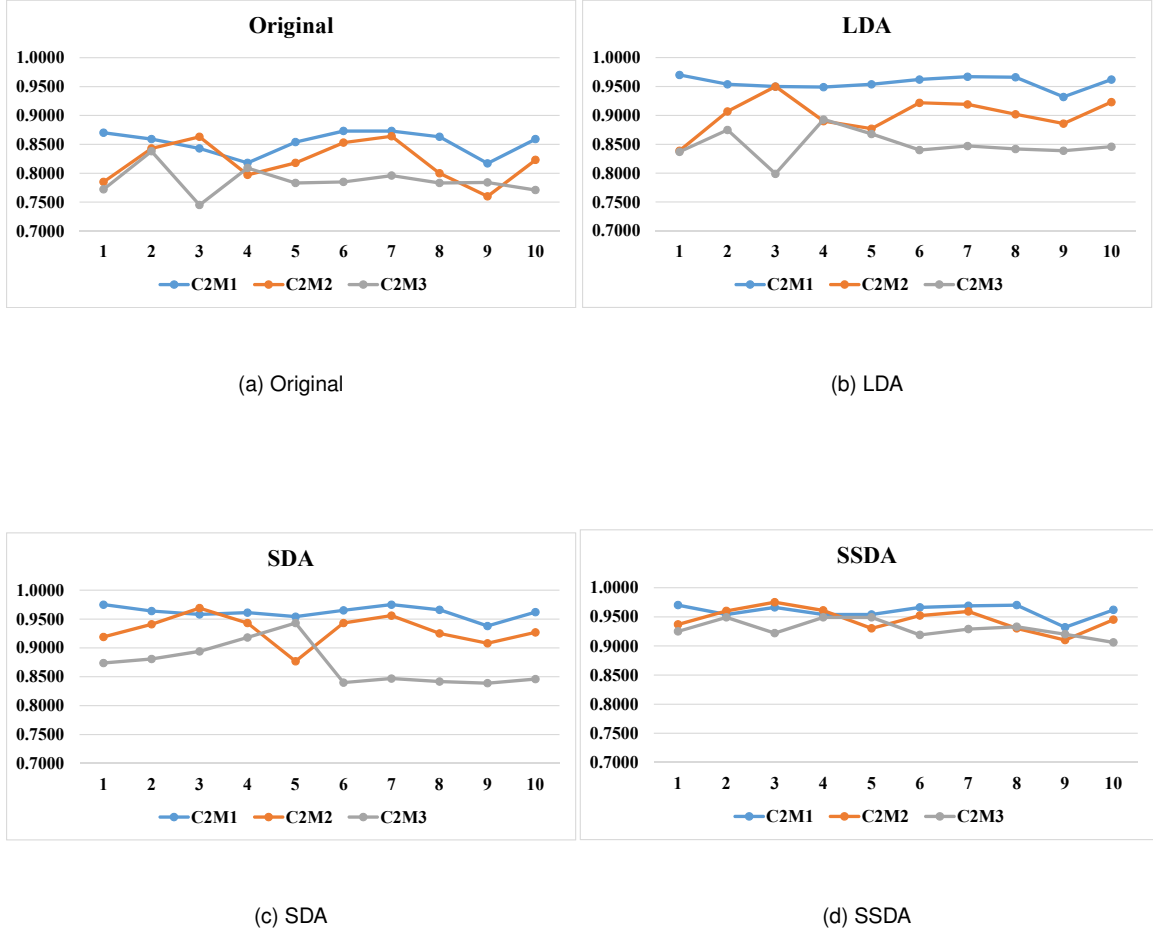 Original
1.0000
0.9500
0.9000
0.8500
0.8000
0.7500
0.7000
1 2 3 4 5 6 7 8 9 10
C2M1 C2M2 C2M3
(a) Original
LDA
1.0000
0.9500
0.9000
0.8500
0.8000
0.7500
0.7000
1 2 3 4 5 6 7 8 9 10
C2M1 C2M2 C2M3
(b) LDA
SDA
1.0000
0.9500
0.9000
0.8500
0.8000
0.7500
0.7000
1 2 3 4 5 6 7 8 9 10
C2M1 C2M2 C2M3
(c) SDA
SSDA
1.0000
0.9500
0.9000
0.8500
0.8000
0.7500
0.7000
1 2 3 4 5 6 7 8 9 10
C2M1 C2M2 C2M3
(d) SSDA